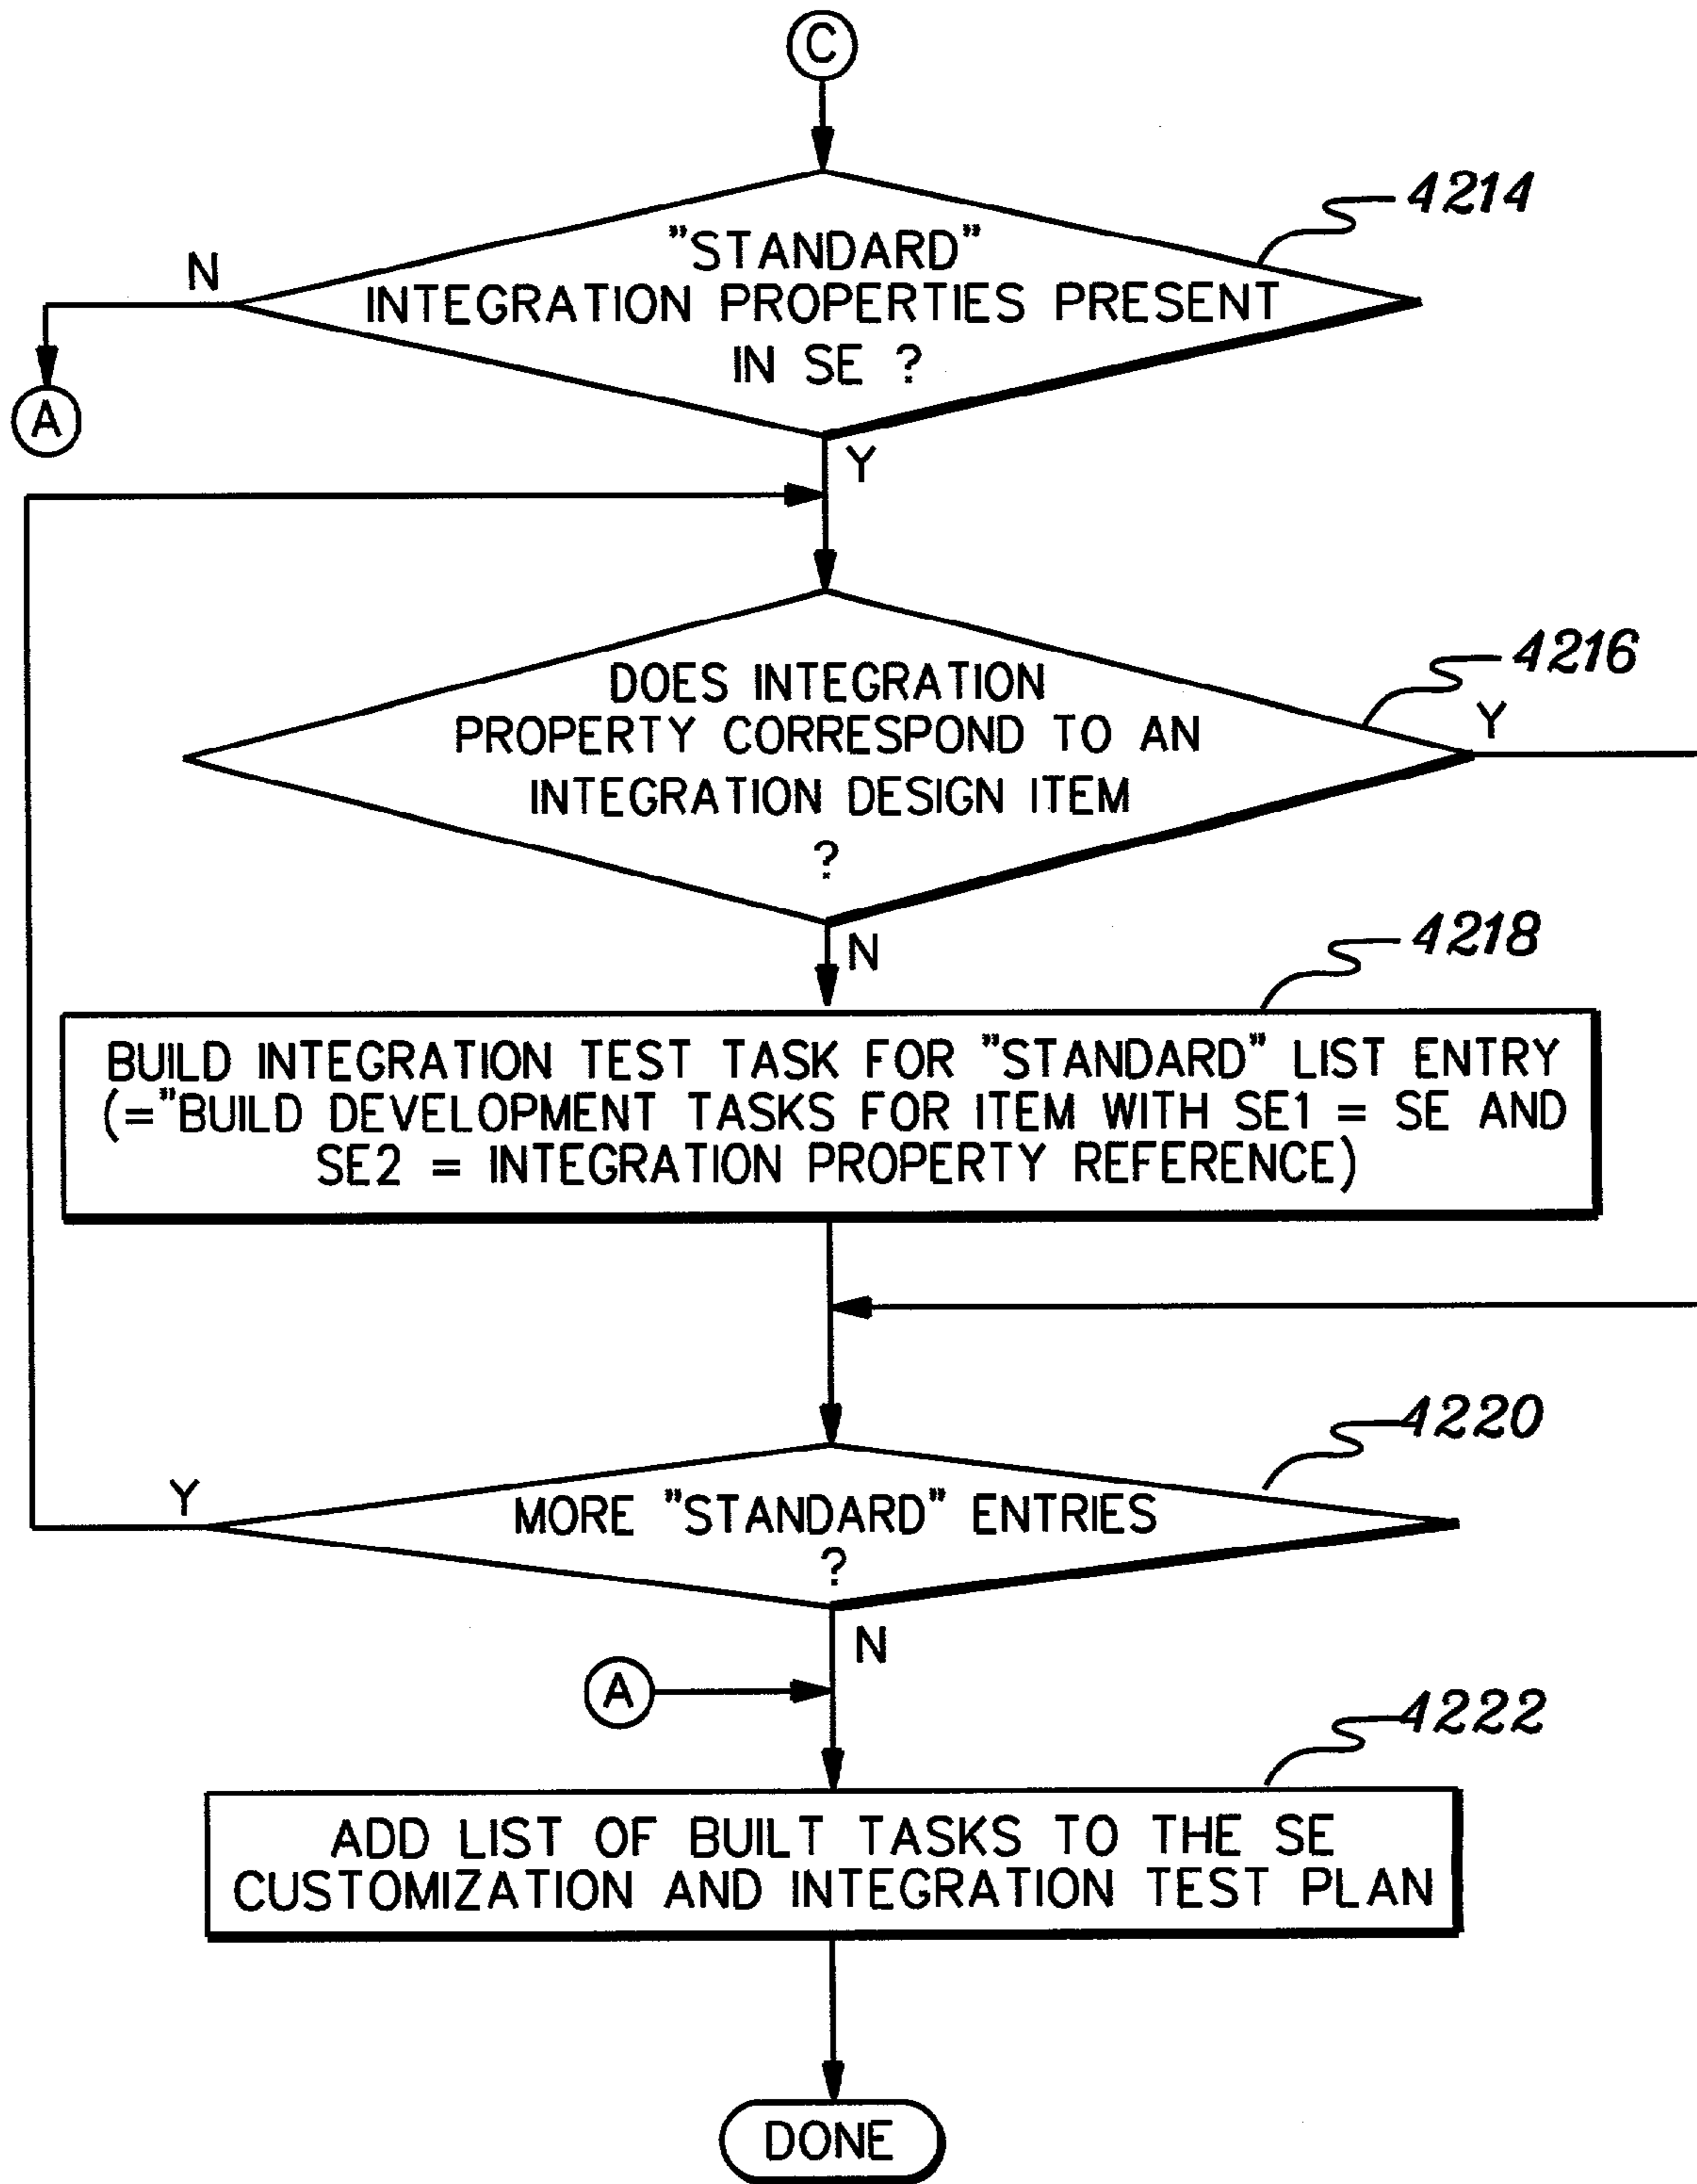 C
4214
"STANDARD"
N
INTEGRATION PROPERTIES PRESENT
IN SE ?
A
Y
4216
DOES INTEGRATION
Y
PROPERTY CORRESPOND TO AN
INTEGRATION DESIGN ITEM
?
4218
N
BUILD INTEGRATION TEST TASK FOR "STANDARD" LIST ENTRY
(="BUILD DEVELOPMENT TASKS FOR ITEM WITH SE1 = SE AND
SE2 = INTEGRATION PROPERTY REFERENCE)
4220
Y
MORE "STANDARD" ENTRIES
?
N
A
4222
ADD LIST OF BUILT TASKS TO THE SE
CUSTOMIZATION AND INTEGRATION TEST PLAN
DONE